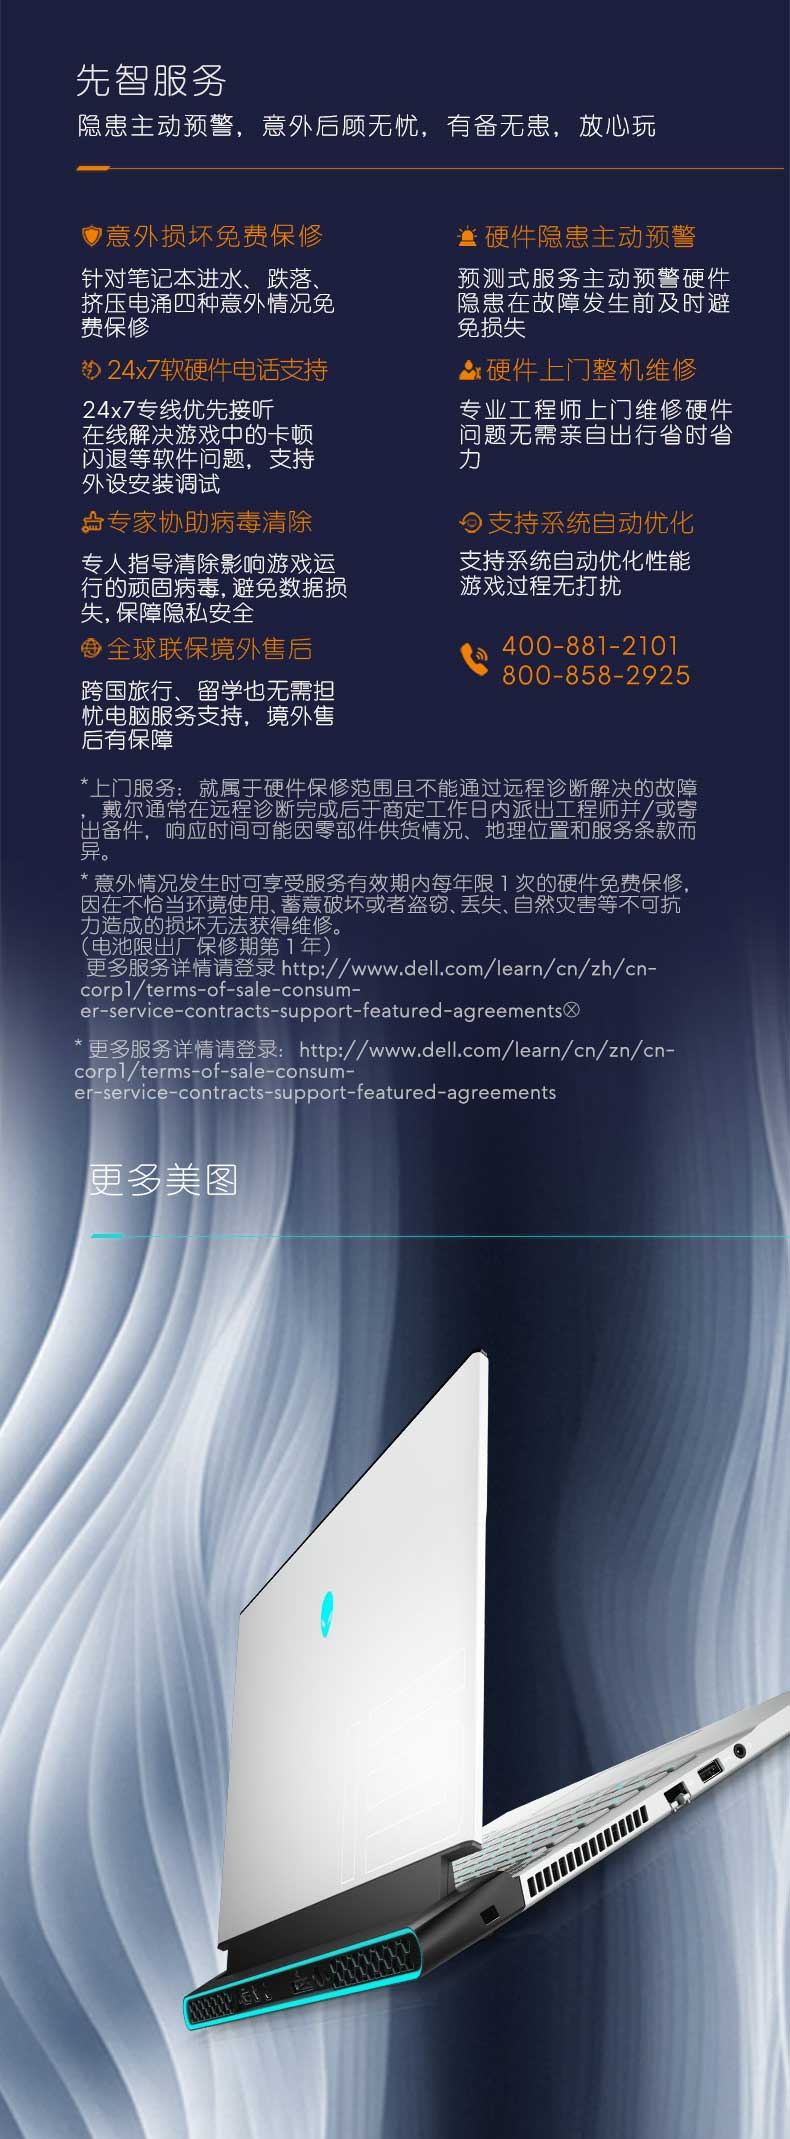 先智服务
隐患主动预警，意外后顾无忧，有备无患，放心玩
意外损坏免费保修
针对笔记本进水、跌落、
挤压电涌四种意外情况免
费保修
硬件隐患主动预警
预测式服务主动预警硬件
隐患在故障发生前及时避
免损失
24x7软硬件电话支持
24x7专线优先接听
在线解决游戏中的卡顿
闪退等软件问题，支持
外设安装调试
硬件上门整机维修
专业工程师上门维修硬件
问题无需亲自出行省时省
力
专家协助病毒清除
专人指导清除影响游戏运
行的顽固病毒,避免数据损
失,保障隐私安全
支持系统自动优化
支持系统自动优化性能
游戏过程无打扰
全球联保境外售后
跨国旅行、留学也无需担
忧电脑服务支持，境外售
后有保障
400-881-2101
800-858-2925
*上门服务：就属于硬件保修范围且不能通过远程诊断解决的故障
，戴尔通常在远程诊断完成后于商定工作日内派出工程师并/或寄
出备件，响应时间可能因零部件供货情况、地理位置和服务条款而
异。
* 意外情况发生时可享受服务有效期内每年限1次的硬件免费保修,
因在不恰当环境使用、蓄意破坏或者盗窃、丢失、自然灾害等不可抗
力造成的损坏无法获得维修。
（电池限出厂保修期第1年）
更多服务详情请登录 http://www.dell.com/learn/cn/zh/cn-
corp1/terms-of-sale-consum-
er-service-contracts-support-featured-agreementsⓧ
* 更多服务详情请登录：http://www.dell.com/learn/cn/zn/cn-
corp1/terms-of-sale-consum-
er-service-contracts-support-featured-agreements
更多美图